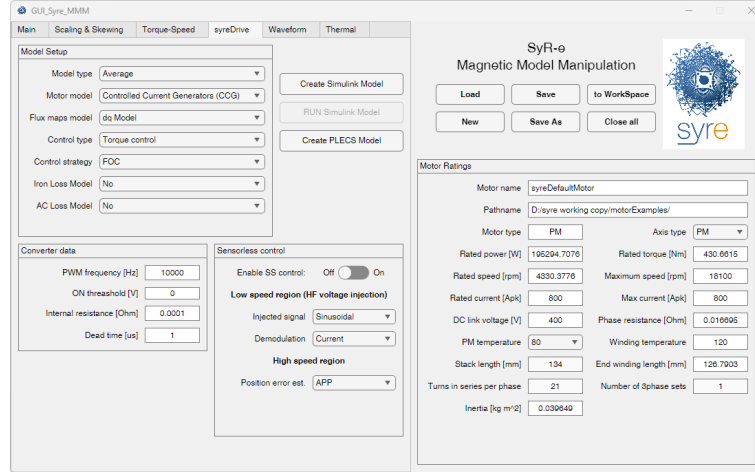 GUI_Syre_MMM
Main Scaling & Skewing Torque-Speed syreDrive Waveform Thermal
Model Setup
Model type Average
Motor model Controlled Current Generators (CCG)
Flux maps model dq Model
Control type Torque control
Control strategy FOC
Iron Loss Model No
AC Loss Model No
Create Simulink Model
RUN Simulink Model
Create PLECS Model
Converter data
PWM frequency [Hz] 10000
ON threashold [V] 0
Internal resistance [Ohm] 0.0001
Dead time [us] 1
Sensorless control
Enable SS control: Off On
Low speed region (HF voltage injection)
Injected signal Sinusoidal
Demodulation Current
High speed region
Position error est. APP
SyR-e
Magnetic Model Manipulation
Load Save to WorkSpace
New Save As Close all
syre
Motor Ratings
Motor name syreDefaultMotor
Pathname D:/syre working copy/motorExamples/
Motor type PM Axis type PM
Rated power [W] 195294.7076 Rated torque [Nm] 430.6615
Rated speed [rpm] 4330.3776 Maximum speed [rpm] 18100
Rated current [Apk] 800 Max current [Apk] 800
DC link voltage [V] 400 Phase resistance [Ohm] 0.016695
PM temperature 80 Winding temperature 120
Stack length [mm] 134 End winding length [mm] 126.7903
Turns in series per phase 21 Number of 3phase sets 1
Inertia [kg m^2] 0.039649